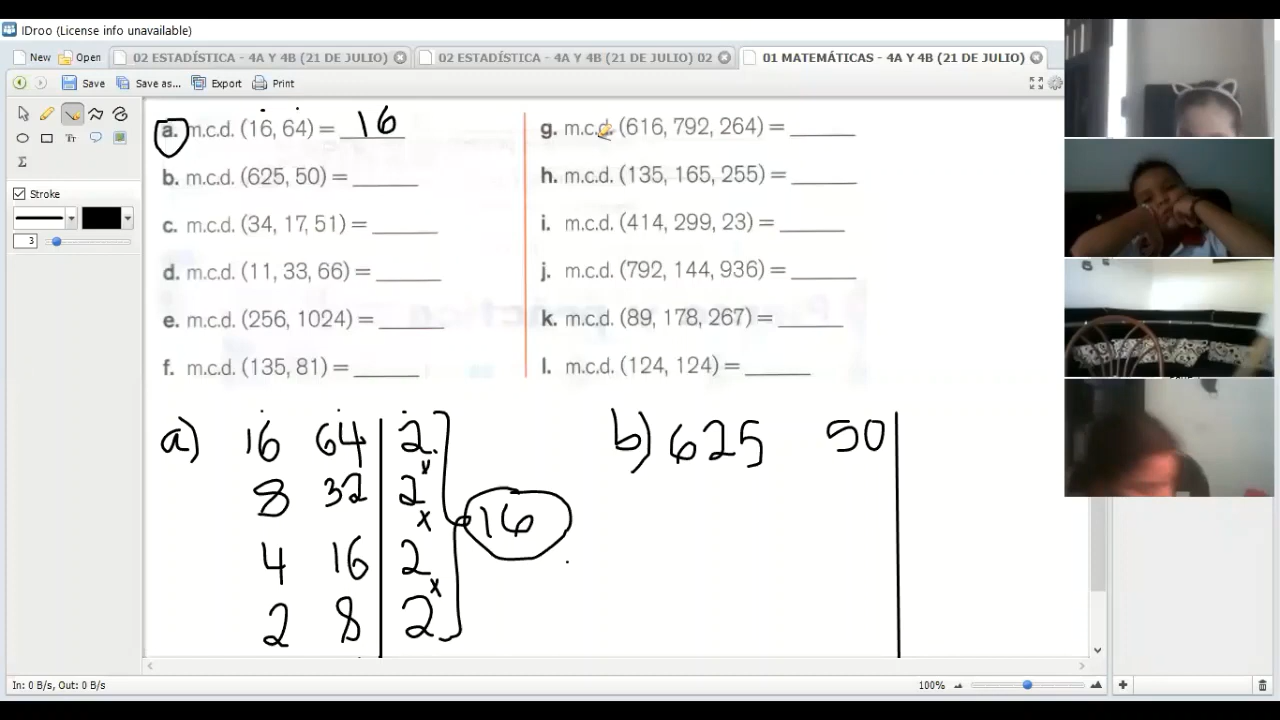 IDroo (License info unavailable)
New Open 02 ESTADÍSTICA - 4A Y 4B (21 DE JULIO) 02 ESTADÍSTICA - 4A Y 4B (21 DE JULIO) 02 01 MATEMÁTICAS - 4A Y 4B (21 DE JULIO)
Save Save as... Export Print
Tr
Σ
Stroke
3
a. m.c.d. (16, 64) = 16
b. m.c.d. (625, 50) = ______
c. m.c.d. (34, 17, 51) = ______
d. m.c.d. (11, 33, 66) = ______
e. m.c.d. (256, 1024) = ______
f. m.c.d. (135, 81) = ______
g. m.c.d. (616, 792, 264) = ______
h. m.c.d. (135, 165, 255) = ______
i. m.c.d. (414, 299, 23) = ______
j. m.c.d. (792, 144, 936) = ______
k. m.c.d. (89, 178, 267) = ______
l. m.c.d. (124, 124) = ______
a) 16 64 | 2
x
8 32 | 2
x
4 16 | 2
x
2 8 | 2
16
b) 625 50
In: 0 B/s, Out: 0 B/s
100%